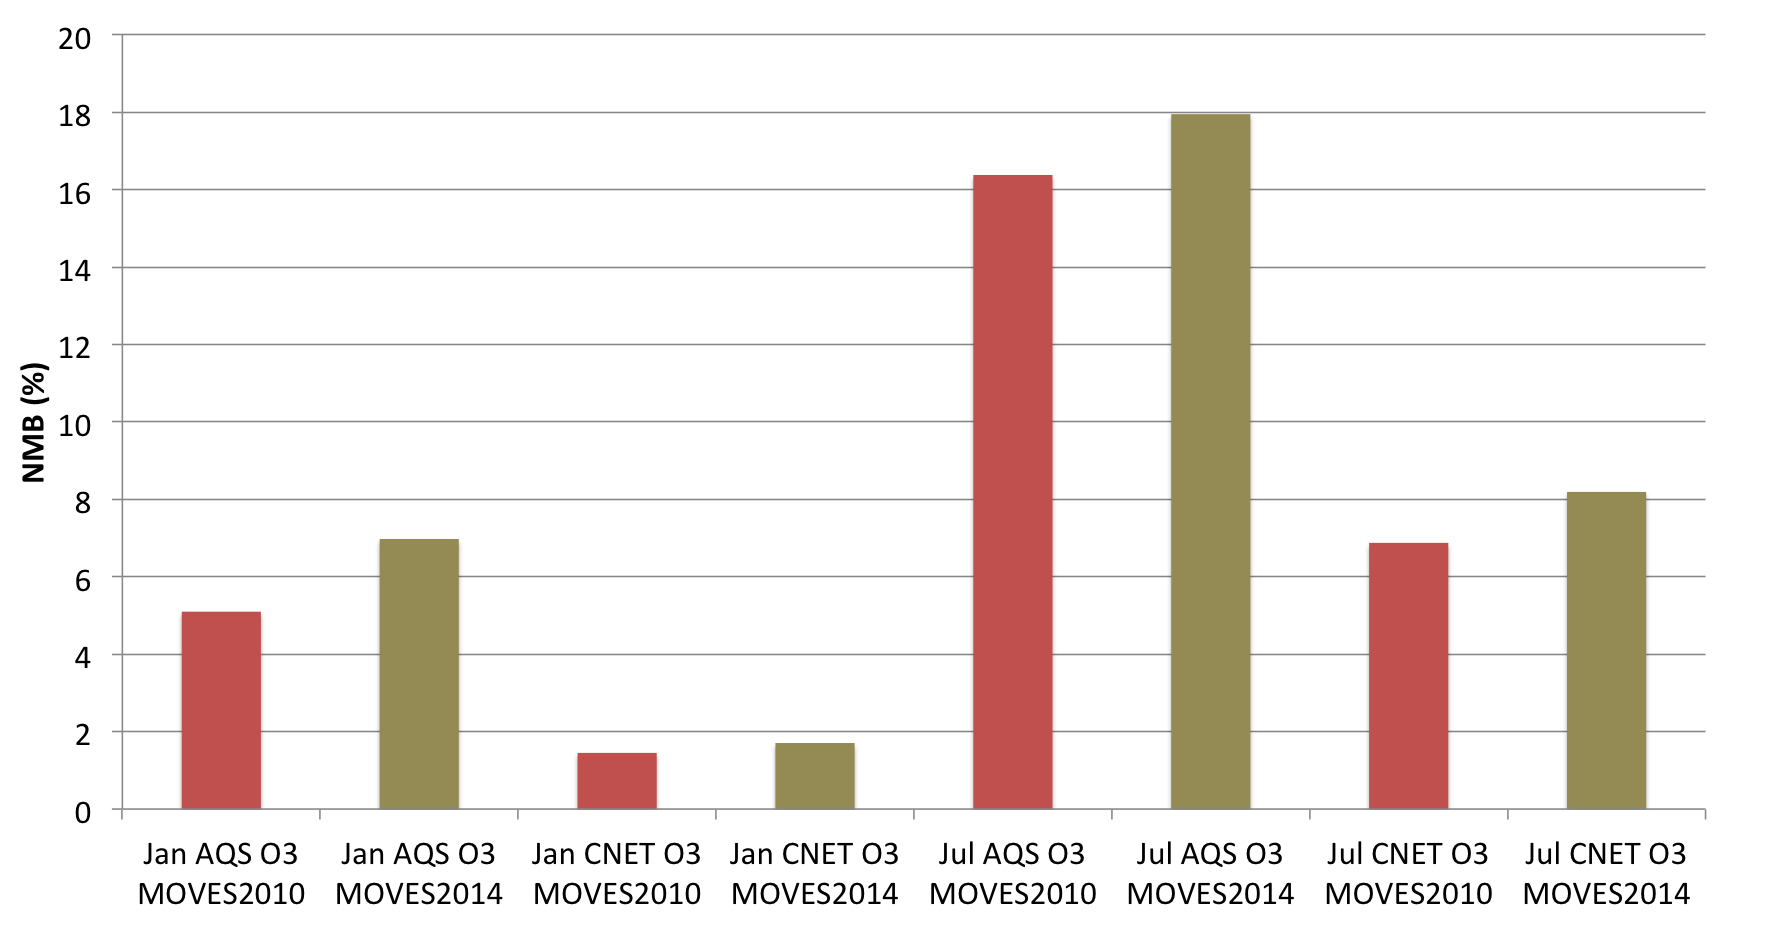 20
18
16
14
12
10
8
6
4
2
0
NMB (%)
Jan AQS O3
MOVES2010
Jan AQS O3
MOVES2014
Jan CNET O3
MOVES2010
Jan CNET O3
MOVES2014
Jul AQS O3
MOVES2010
Jul AQS O3
MOVES2014
Jul CNET O3
MOVES2010
Jul CNET O3
MOVES2014